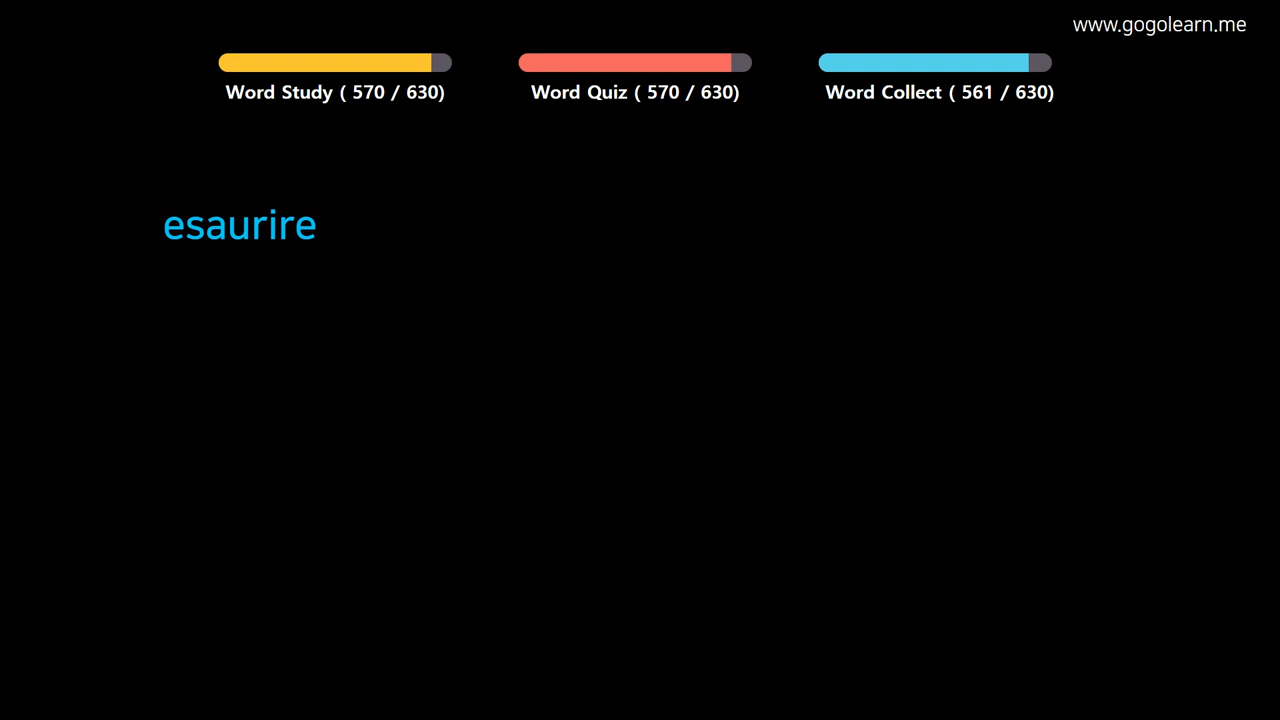 www.gogolearn.me
Word Study ( 570 / 630)
Word Quiz ( 570 / 630)
Word Collect ( 561 / 630)
esaurire